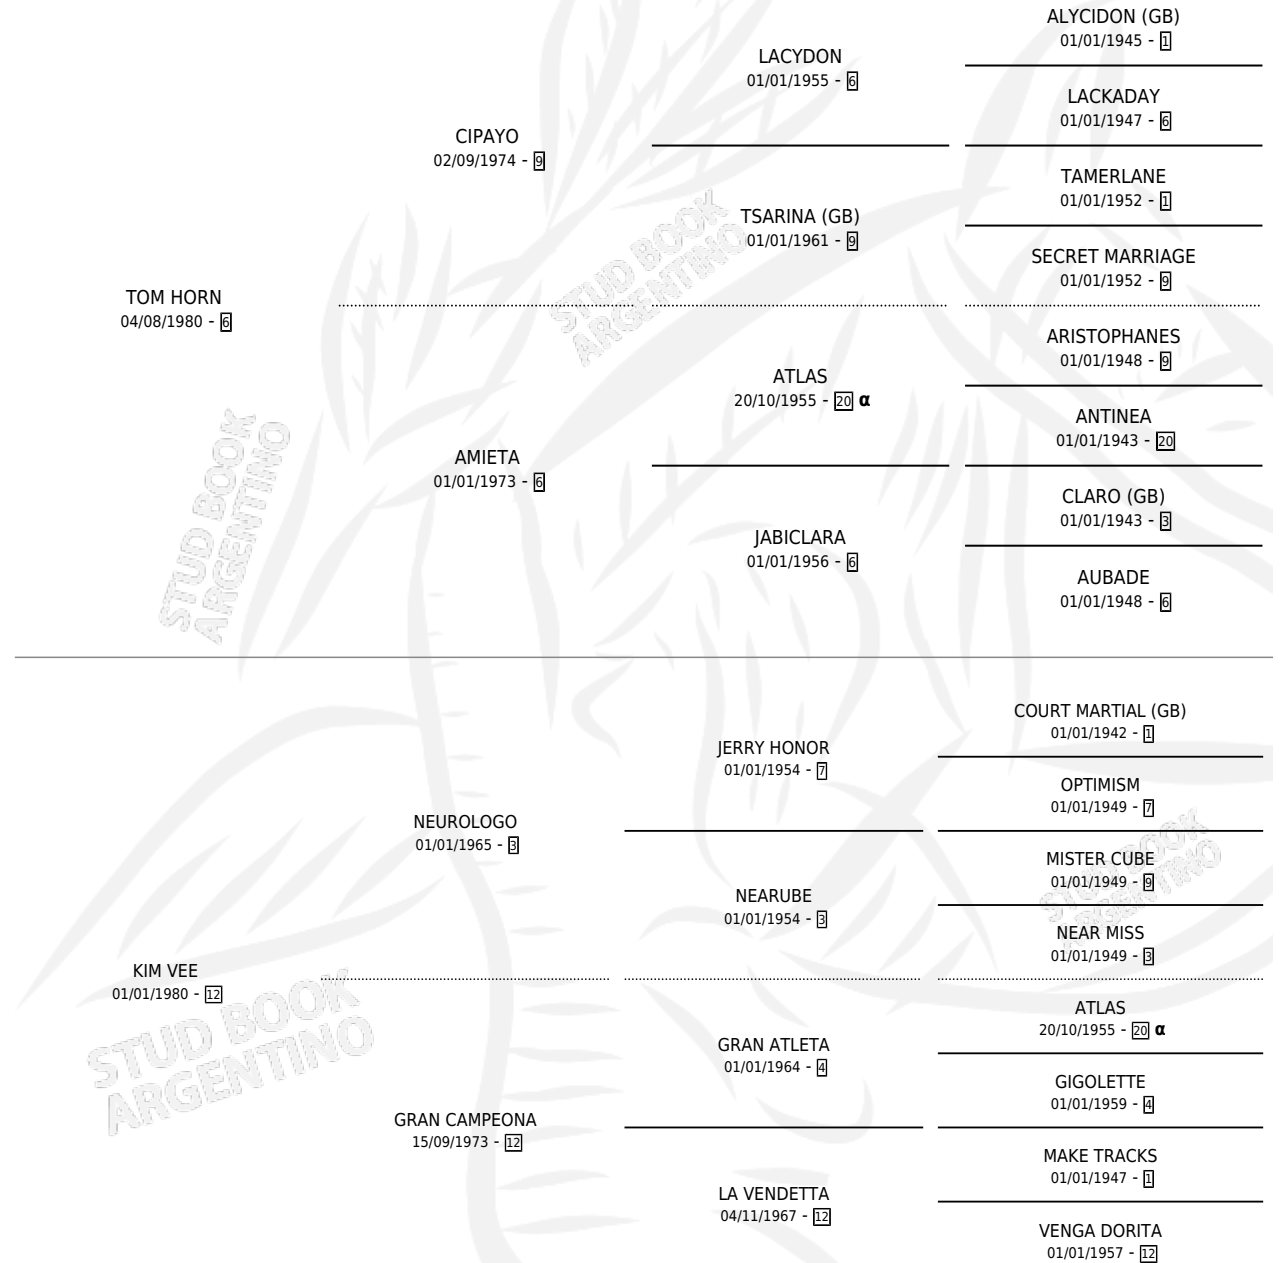 ALYCIDON (GB)
01/01/1945 - 1
LACYDON
01/01/1955 - 6
LACKADAY
01/01/1947 - 6
CIPAYO
02/09/1974 - 9
TAMERLANE
01/01/1952 - 1
TSARINA (GB)
01/01/1961 - 9
SECRET MARRIAGE
01/01/1952 - 9
TOM HORN
04/08/1980 - 6
ARISTOPHANES
01/01/1948 - 9
ATLAS
20/10/1955 - 20 α
ANTINEA
01/01/1943 - 20
AMIETA
01/01/1973 - 6
CLARO (GB)
01/01/1943 - 3
JABICLARA
01/01/1956 - 6
AUBADE
01/01/1948 - 6
COURT MARTIAL (GB)
01/01/1942 - 1
JERRY HONOR
01/01/1954 - 7
OPTIMISM
01/01/1949 - 7
NEUROLOGO
01/01/1965 - 3
MISTER CUBE
01/01/1949 - 9
NEARUBE
01/01/1954 - 3
NEAR MISS
01/01/1949 - 3
KIM VEE
01/01/1980 - 12
ATLAS
20/10/1955 - 20 α
GRAN ATLETA
01/01/1964 - 4
GIGOLETTE
01/01/1959 - 4
GRAN CAMPEONA
15/09/1973 - 12
MAKE TRACKS
01/01/1947 - 1
LA VENDETTA
04/11/1967 - 12
VENGA DORITA
01/01/1957 - 12
STUD BOOK
ARGENTINO
STUD BOOK
ARGENTINO
STUD BOOK
ARGENTINO
STUD BOOK
ARGENTINO